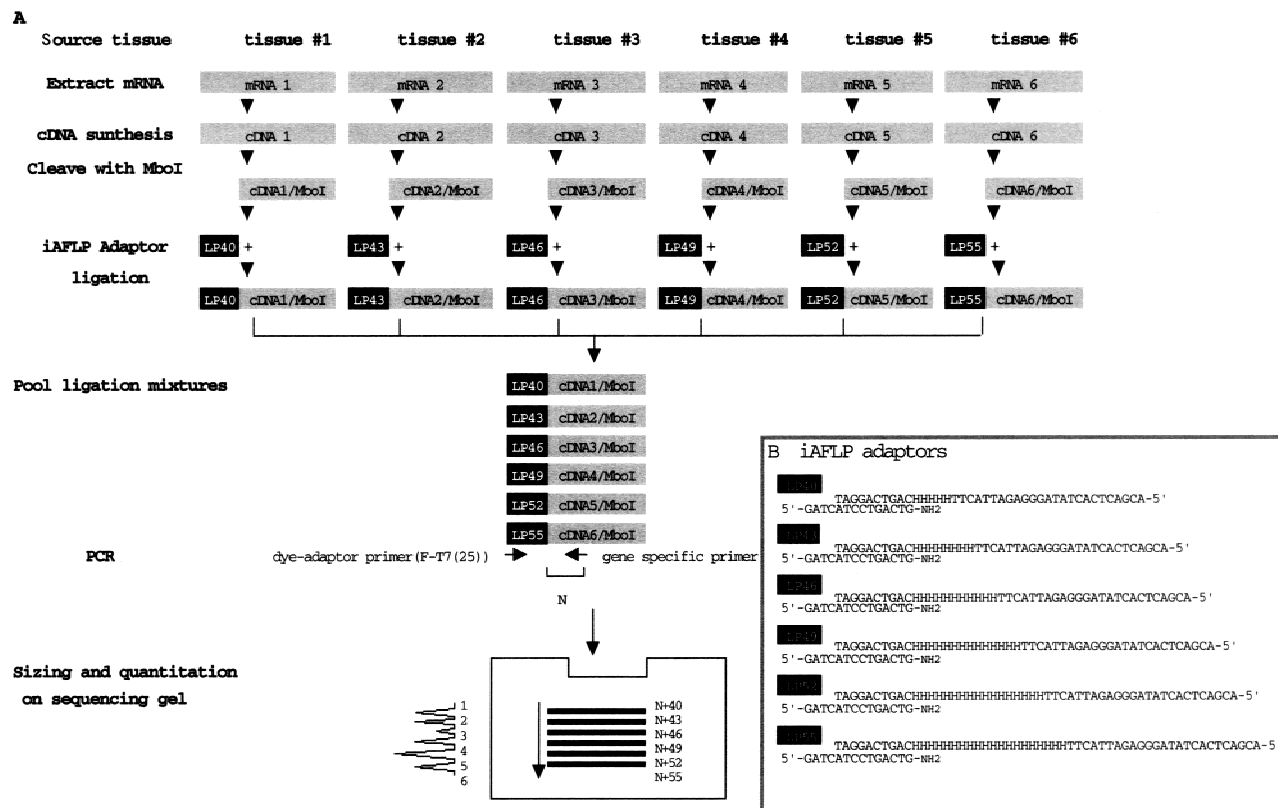 A
Source tissue tissue #1 tissue #2 tissue #3 tissue #4 tissue #5 tissue #6
Extract mRNA mRNA 1 mRNA 2 mRNA 3 mRNA 4 mRNA 5 mRNA 6
cDNA sunthesis cDNA 1 cDNA 2 cDNA 3 cDNA 4 cDNA 5 cDNA 6
Cleave with MboI
cDNA1/MboI cDNA2/MboI cDNA3/MboI cDNA4/MboI cDNA5/MboI cDNA6/MboI
iAFLP Adaptor LP40 + LP43 + LP46 + LP49 + LP52 + LP55 +
ligation
LP40 cDNA1/MboI LP43 cDNA2/MboI LP46 cDNA3/MboI LP49 cDNA4/MboI LP52 cDNA5/MboI LP55 cDNA6/MboI
Pool ligation mixtures
LP40 cDNA1/MboI
LP43 cDNA2/MboI
LP46 cDNA3/MboI
LP49 cDNA4/MboI
LP52 cDNA5/MboI
LP55 cDNA6/MboI
PCR dye-adaptor primer(F-T7(25)) gene specific primer
N
Sizing and quantitation
on sequencing gel
1 N+40
2 N+43
3 N+46
4 N+49
5 N+52
6 N+55
B iAFLP adaptors
LP40
TAGGACTGACHHHHHTTCATTAGAGGGATATCACTCAGCA-5'
5'-GATCATCCTGACTG-NH2
LP43
TAGGACTGACHHHHHHHHTTCATTAGAGGGATATCACTCAGCA-5'
5'-GATCATCCTGACTG-NH2
LP46
TAGGACTGACHHHHHHHHHHHTTCATTAGAGGGATATCACTCAGCA-5'
5'-GATCATCCTGACTG-NH2
LP49
TAGGACTGACHHHHHHHHHHHHHHTTCATTAGAGGGATATCACTCAGCA-5'
5'-GATCATCCTGACTG-NH2
LP52
TAGGACTGACHHHHHHHHHHHHHHHHHTTCATTAGAGGGATATCACTCAGCA-5'
5'-GATCATCCTGACTG-NH2
LP55
TAGGACTGACHHHHHHHHHHHHHHHHHHHHTTCATTAGAGGGATATCACTCAGCA-5
5'-GATCATCCTGACTG-NH2